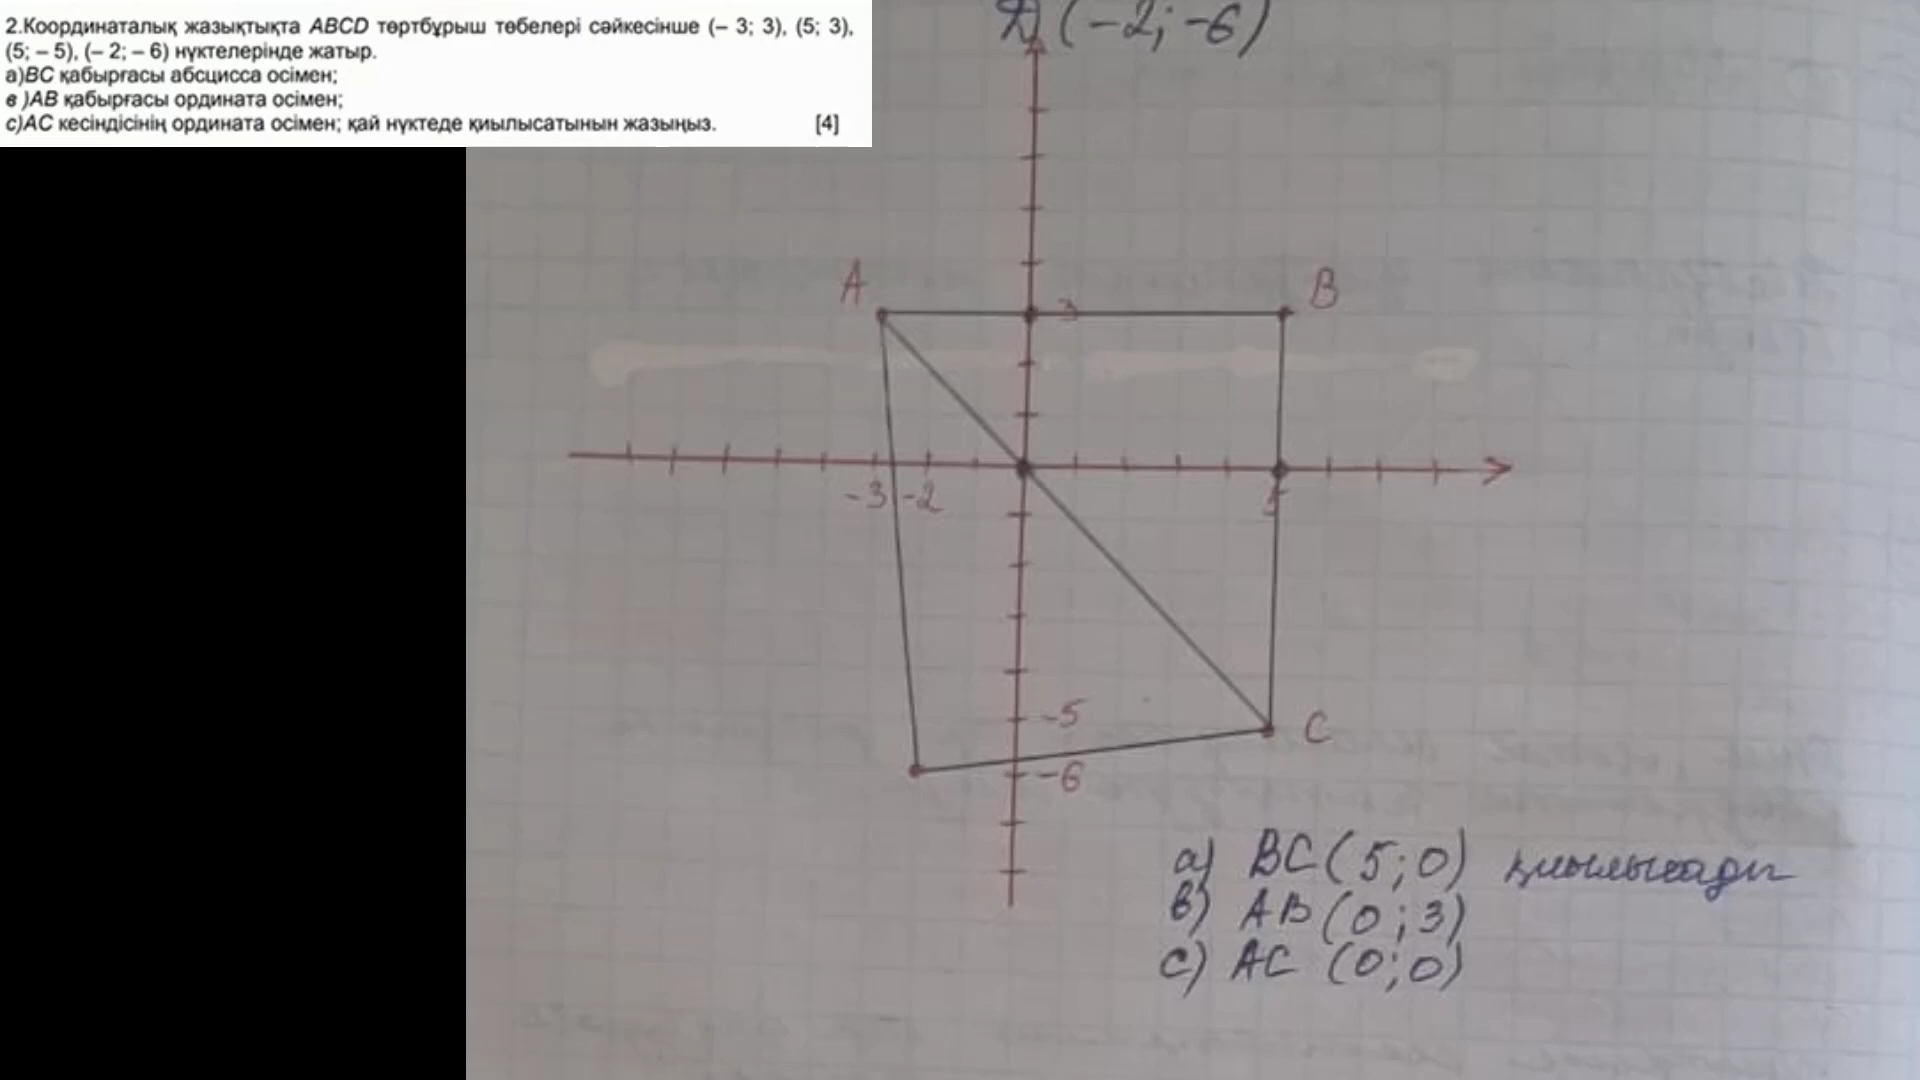 2.Координаталық жазықтықта ABCD төртбұрыш төбелері сәйкесінше (– 3; 3), (5; 3),
(5; – 5), (– 2; – 6) нүктелерінде жатыр.
а)BC қабырғасы абсцисса осімен;
в )AB қабырғасы ордината осімен;
с)AC кесіндісінің ордината осімен; қай нүктеде қиылысатынын жазыңыз. [4]
D (-2; -6)
A
B
3
-3 -2
5
-5
C
-6
a) BC (5; 0) қиылысады
в) AB (0; 3)
c) AC (0; 0)